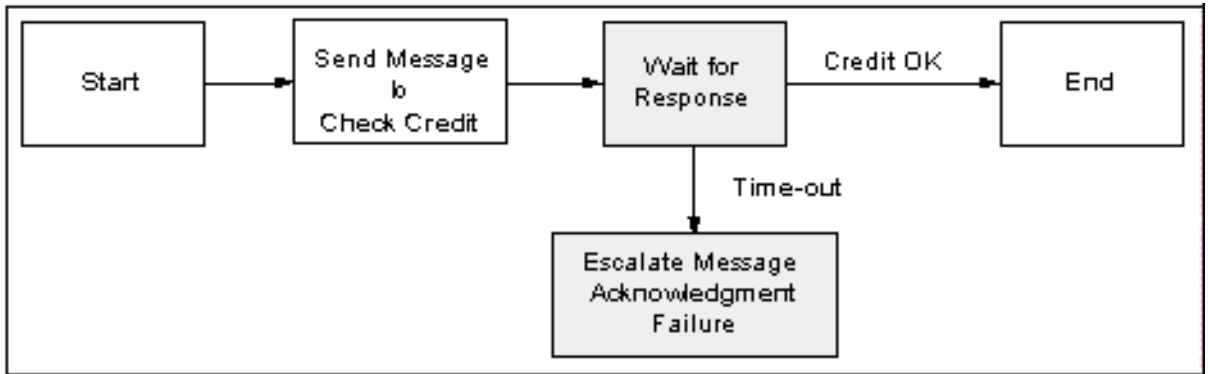 Start
Send Message
to
Check Credit
Wait for
Response
Credit OK
End
Time-out
Escalate Message
Acknowledgment
Failure